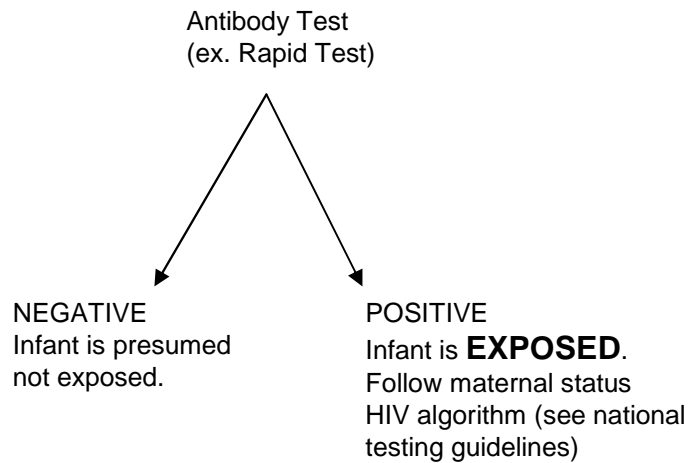 Antibody Test
(ex. Rapid Test)
NEGATIVE
Infant is presumed
not exposed.
POSITIVE
Infant is EXPOSED.
Follow maternal status
HIV algorithm (see national
testing guidelines)